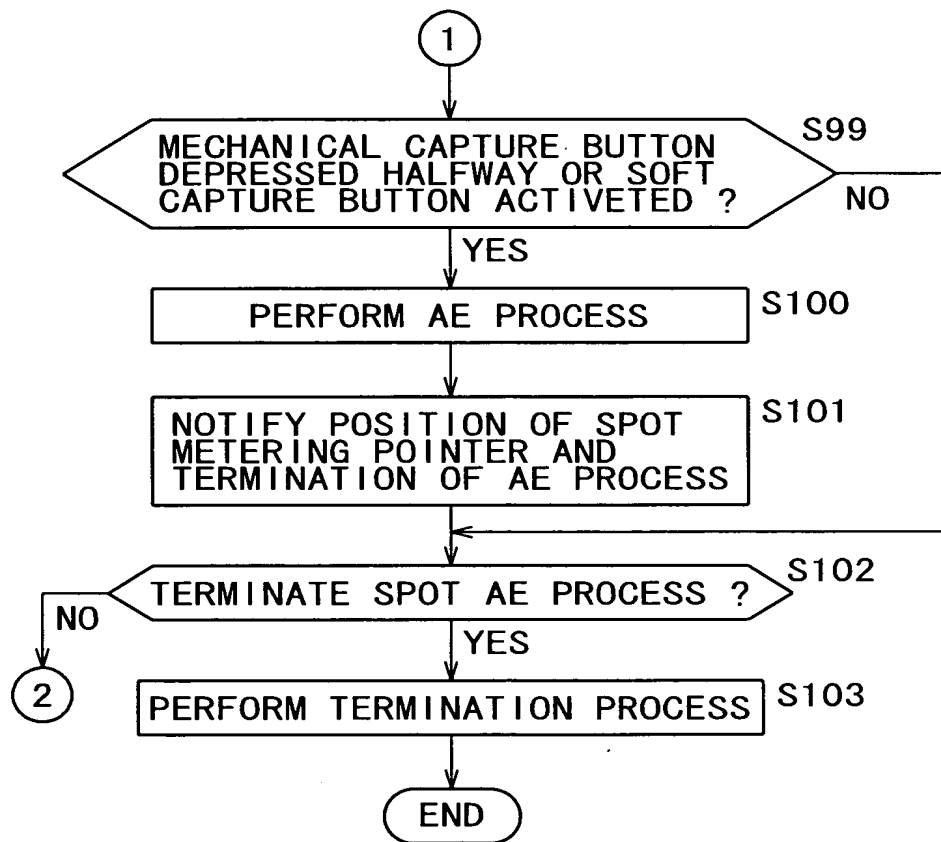 1
MECHANICAL CAPTURE BUTTON
DEPRESSED HALFWAY OR SOFT
CAPTURE BUTTON ACTIVETED ?
S99
NO
YES
PERFORM AE PROCESS
S100
NOTIFY POSITION OF SPOT
METERING POINTER AND
TERMINATION OF AE PROCESS
S101
TERMINATE SPOT AE PROCESS ?
S102
NO
YES
2
PERFORM TERMINATION PROCESS
S103
END